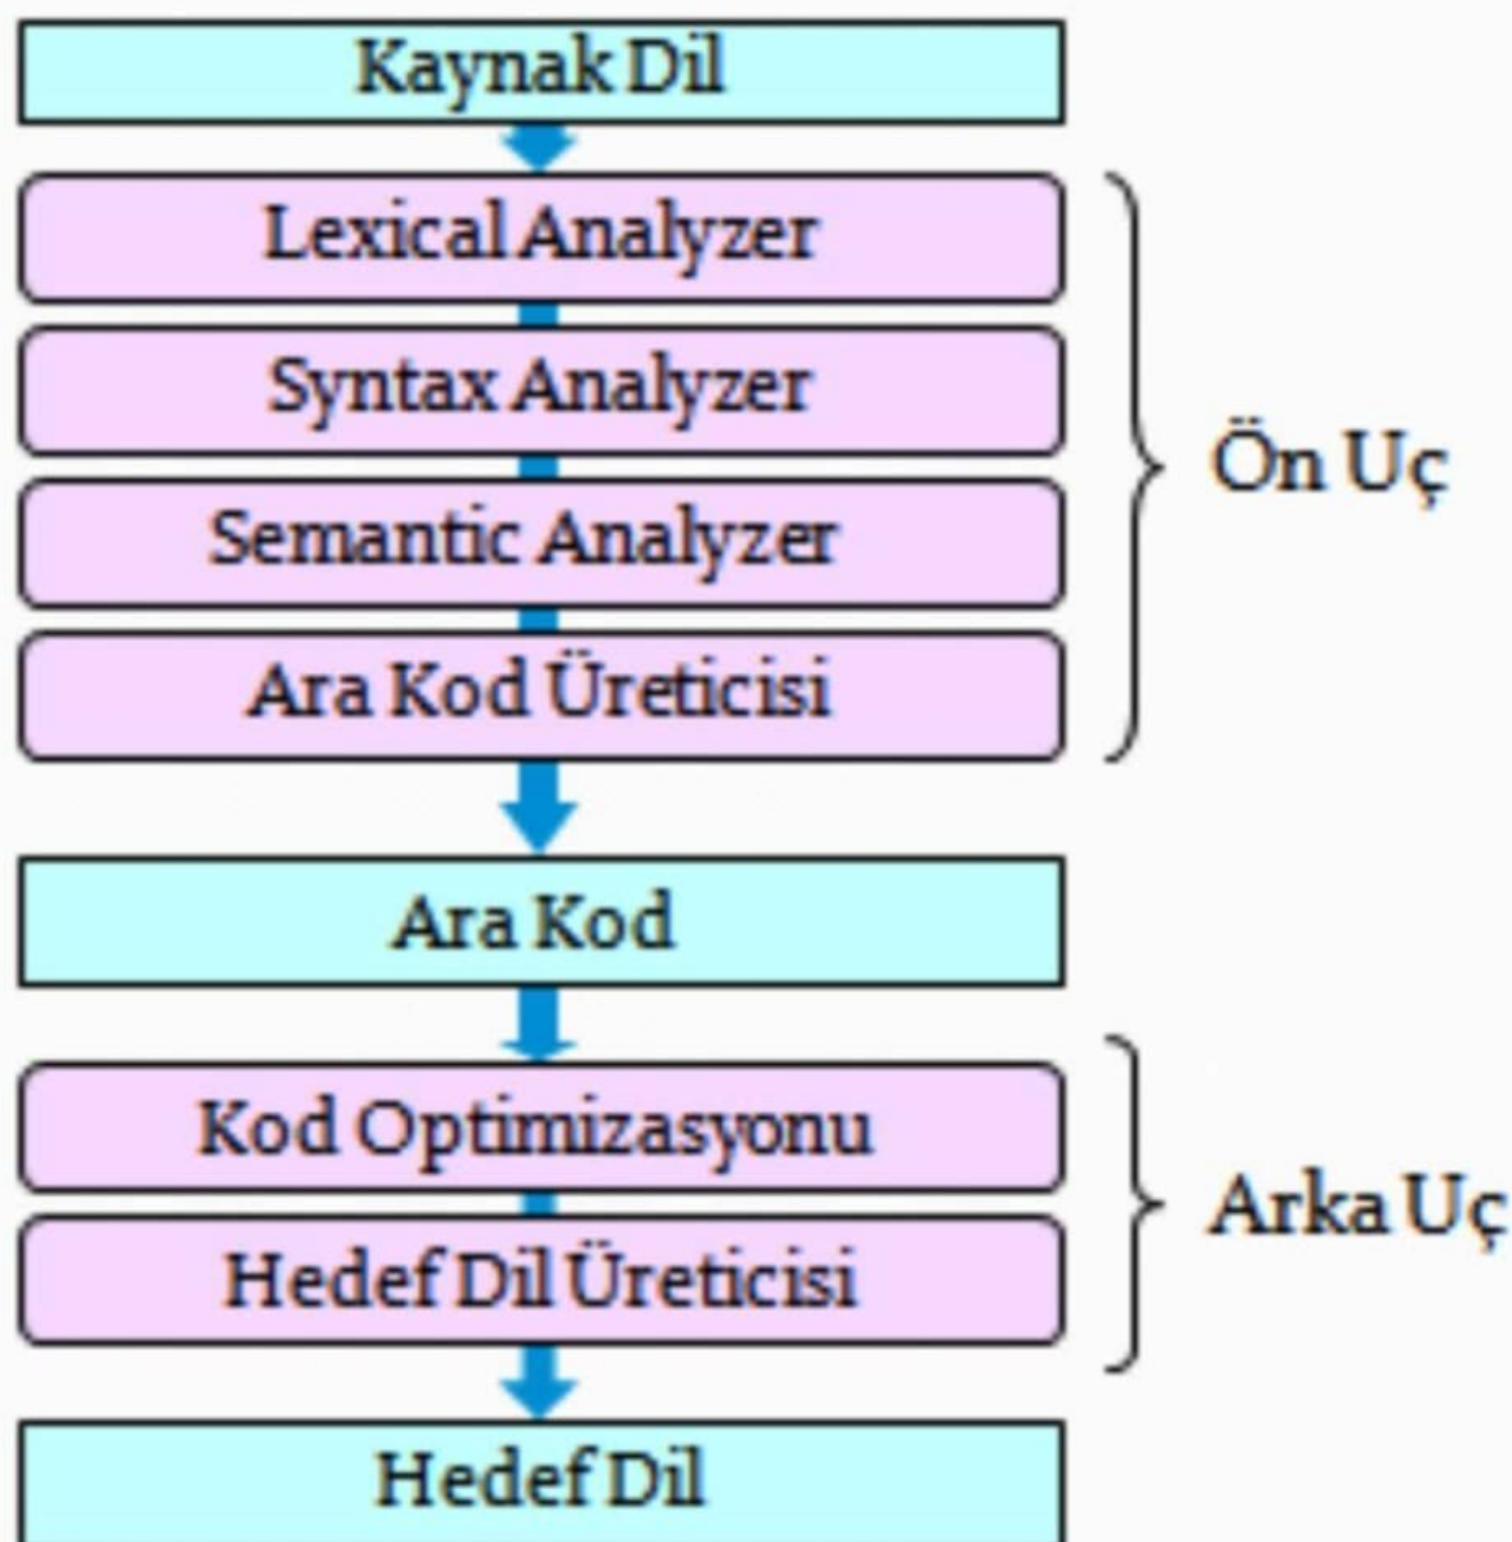 Kaynak Dil
Lexical Analyzer
Syntax Analyzer
Semantic Analyzer
Ara Kod Üreticisi
Ön Uç
Ara Kod
Kod Optimizasyonu
Hedef Dil Üreticisi
Arka Uç
Hedef Dil